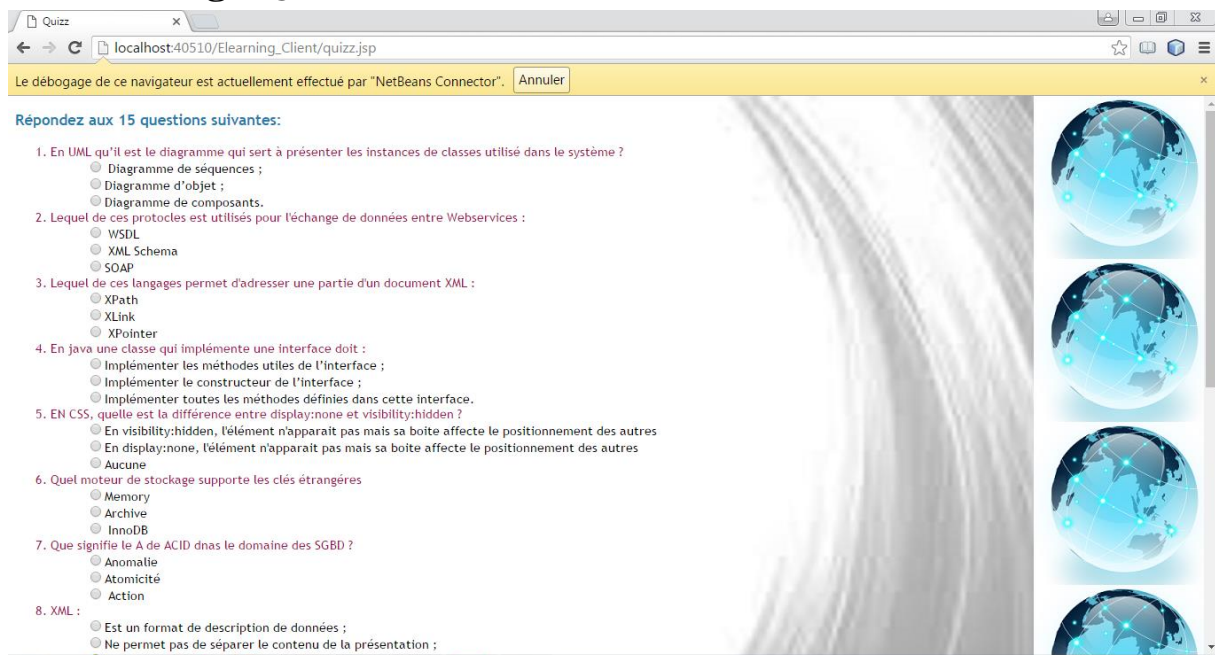 Quizz
localhost:40510/Elearning_Client/quizz.jsp
Le débogage de ce navigateur est actuellement effectué par "NetBeans Connector". Annuler
Répondez aux 15 questions suivantes:
1. En UML qu’il est le diagramme qui sert à présenter les instances de classes utilisé dans le système ?
Diagramme de séquences ;
Diagramme d’objet ;
Diagramme de composants.
2. Lequel de ces protocles est utilisés pour l'échange de données entre Webservices :
WSDL
XML Schema
SOAP
3. Lequel de ces langages permet d'adresser une partie d'un document XML :
XPath
XLink
XPointer
4. En java une classe qui implémente une interface doit :
Implémenter les méthodes utiles de l’interface ;
Implémenter le constructeur de l’interface ;
Implémenter toutes les méthodes définies dans cette interface.
5. EN CSS, quelle est la différence entre display:none et visibility:hidden ?
En visibility:hidden, l'élément n'apparait pas mais sa boite affecte le positionnement des autres
En display:none, l'élément n'apparait pas mais sa boite affecte le positionnement des autres
Aucune
6. Quel moteur de stockage supporte les clés étrangéres
Memory
Archive
InnoDB
7. Que signifie le A de ACID dnas le domaine des SGBD ?
Anomalie
Atomicité
Action
8. XML :
Est un format de description de données ;
Ne permet pas de séparer le contenu de la présentation ;